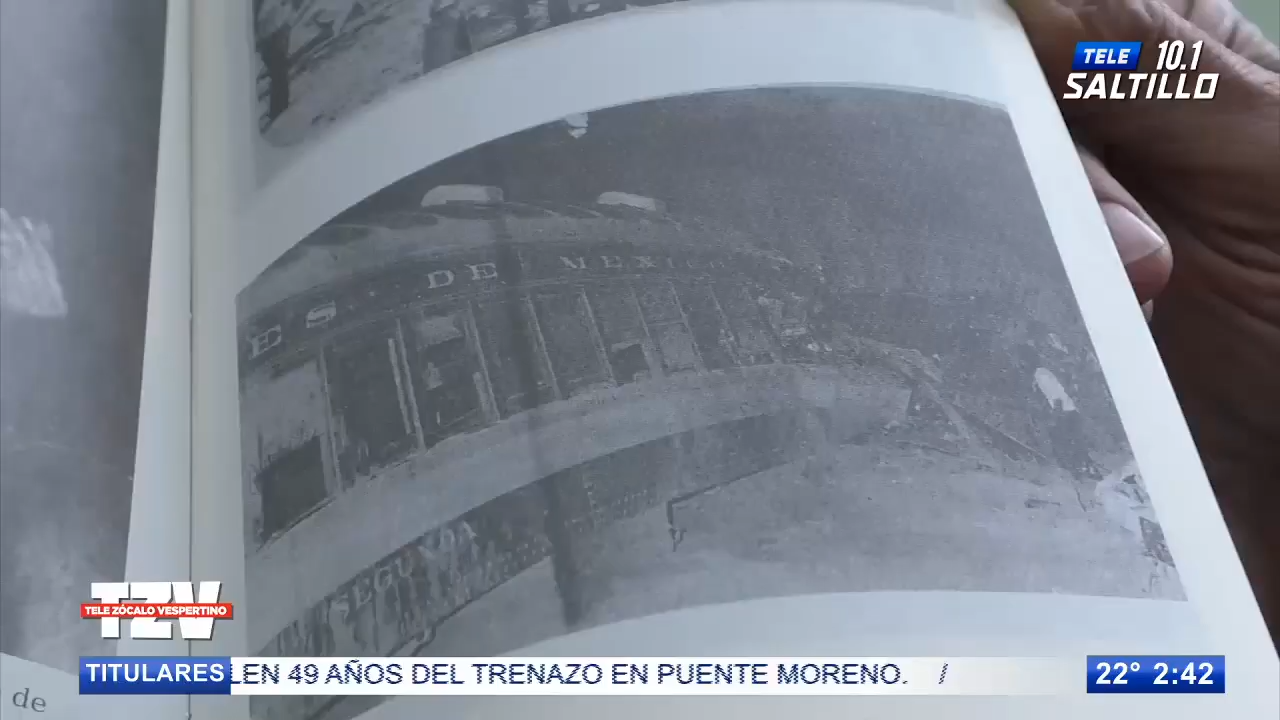 TELE 10.1
SALTILLO
ES. DE MEXICO
SEGUNDA
de
TZV
TELE ZÓCALO VESPERTINO
TITULARES LEN 49 AÑOS DEL TRENAZO EN PUENTE MORENO. / 22° 2:42